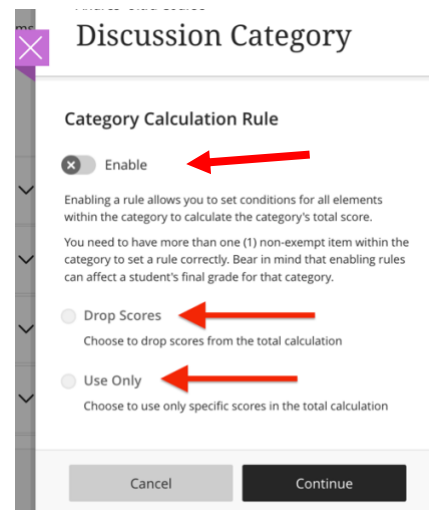 Discussion Category
Category Calculation Rule
Enable
Enabling a rule allows you to set conditions for all elements
within the category to calculate the category's total score.
You need to have more than one (1) non-exempt item within the
category to set a rule correctly. Bear in mind that enabling rules
can affect a student's final grade for that category.
Drop Scores
Choose to drop scores from the total calculation
Use Only
Choose to use only specific scores in the total calculation
Cancel
Continue